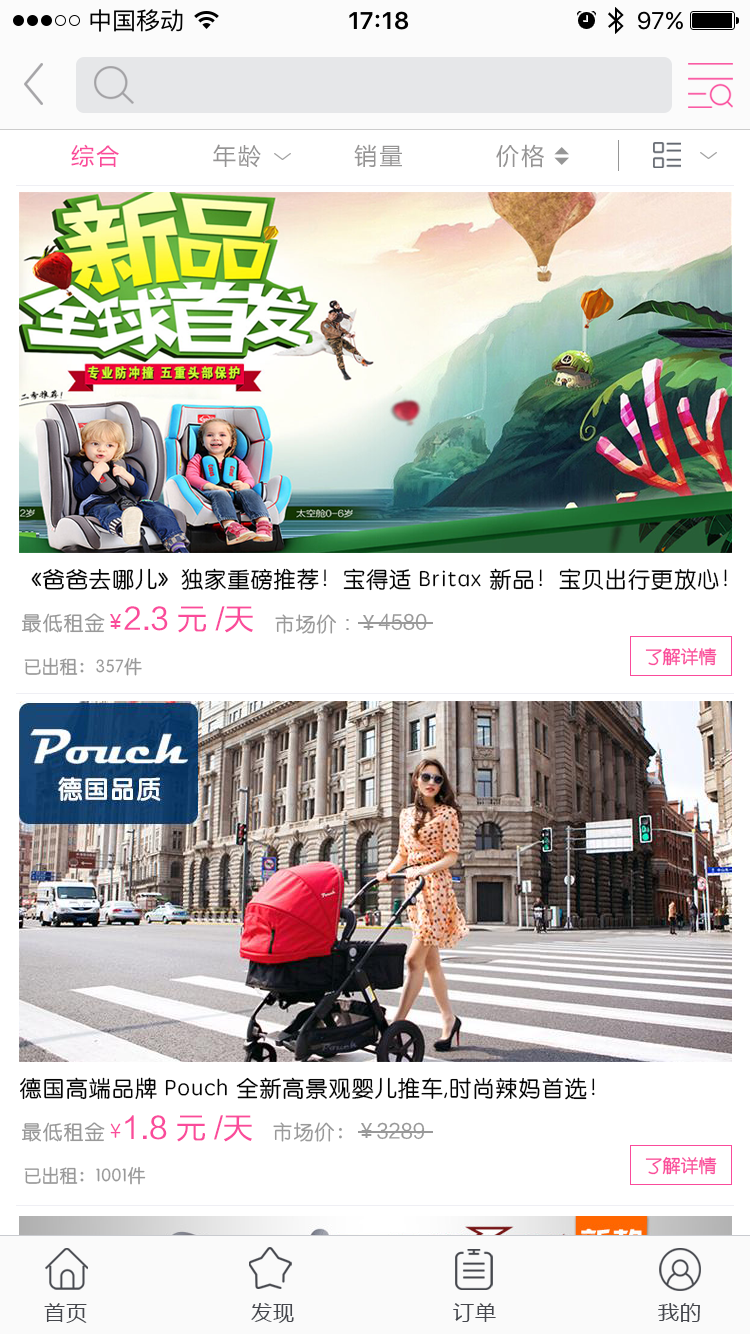 中国移动 17:18 97%
综合 年龄 销量 价格
新品
全球首发
专业防冲撞 五重头部保护
二香推荐！
2岁 太空舱0-6岁
《爸爸去哪儿》独家重磅推荐！宝得适 Britax 新品！宝贝出行更放心！
最低租金 ¥2.3 元 /天 市场价：¥4580
已出租：357件 了解详情
Pouch
德国品质
Pouch
Pouch
德国高端品牌 Pouch 全新高景观婴儿推车,时尚辣妈首选！
最低租金 ¥1.8 元 /天 市场价：¥3289
已出租：1001件 了解详情
新款
首页 发现 订单 我的